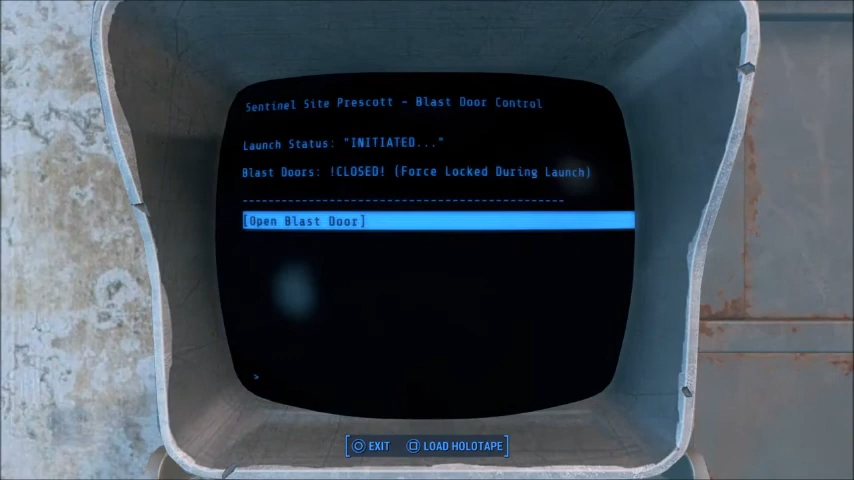 Sentinel Site Prescott - Blast Door Control
Launch Status: "INITIATED..."
Blast Doors: !CLOSED! (Force Locked During Launch)
--------------------------------------------------
[Open Blast Door]
>
EXIT LOAD HOLOTAPE